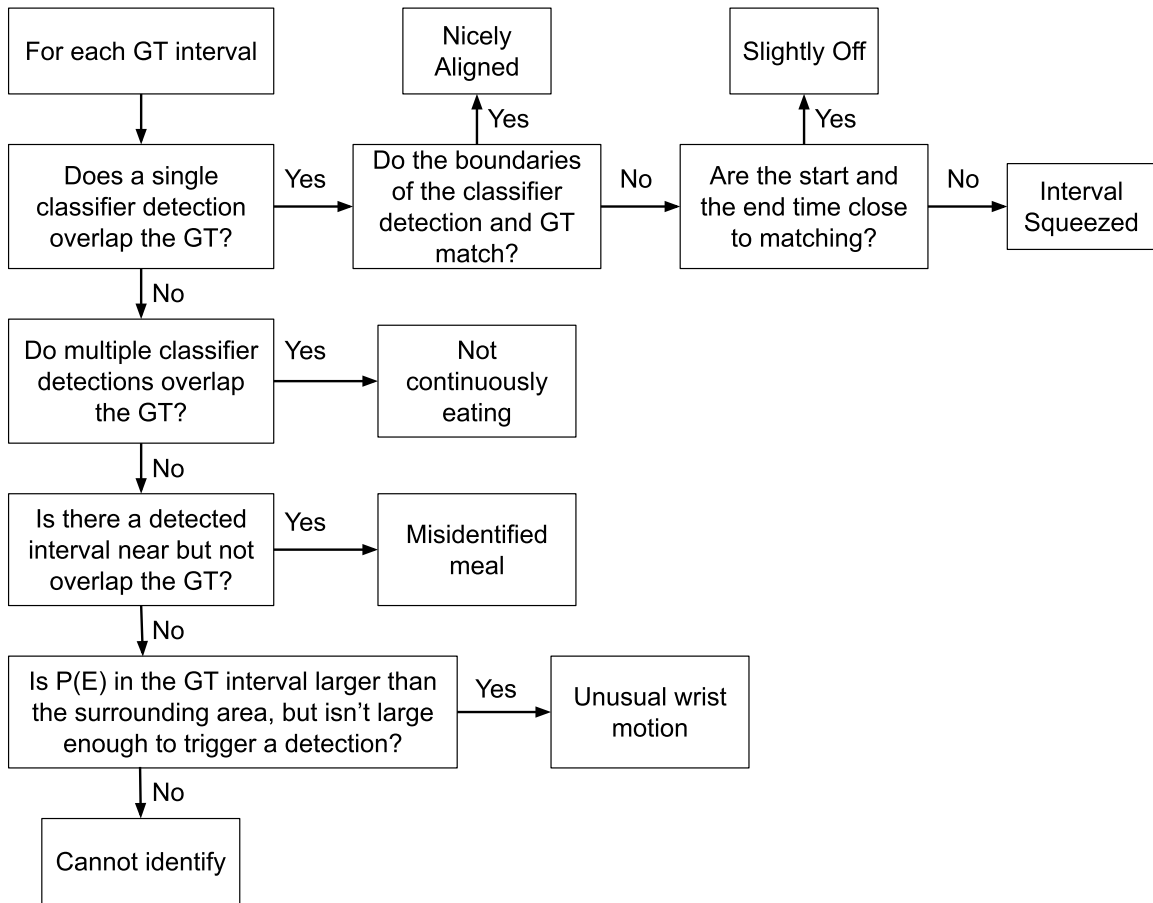 For each GT interval
Nicely
Aligned
Slightly Off
Yes
Yes
Does a single
classifier detection
overlap the GT?
Yes
Do the boundaries
of the classifier
detection and GT
match?
No
Are the start and
the end time close
to matching?
No
Interval
Squeezed
No
Do multiple classifier
detections overlap
the GT?
Yes
Not
continuously
eating
No
Is there a detected
interval near but not
overlap the GT?
Yes
Misidentified
meal
No
Is P(E) in the GT interval larger than
the surrounding area, but isn’t large
enough to trigger a detection?
Yes
Unusual wrist
motion
No
Cannot identify